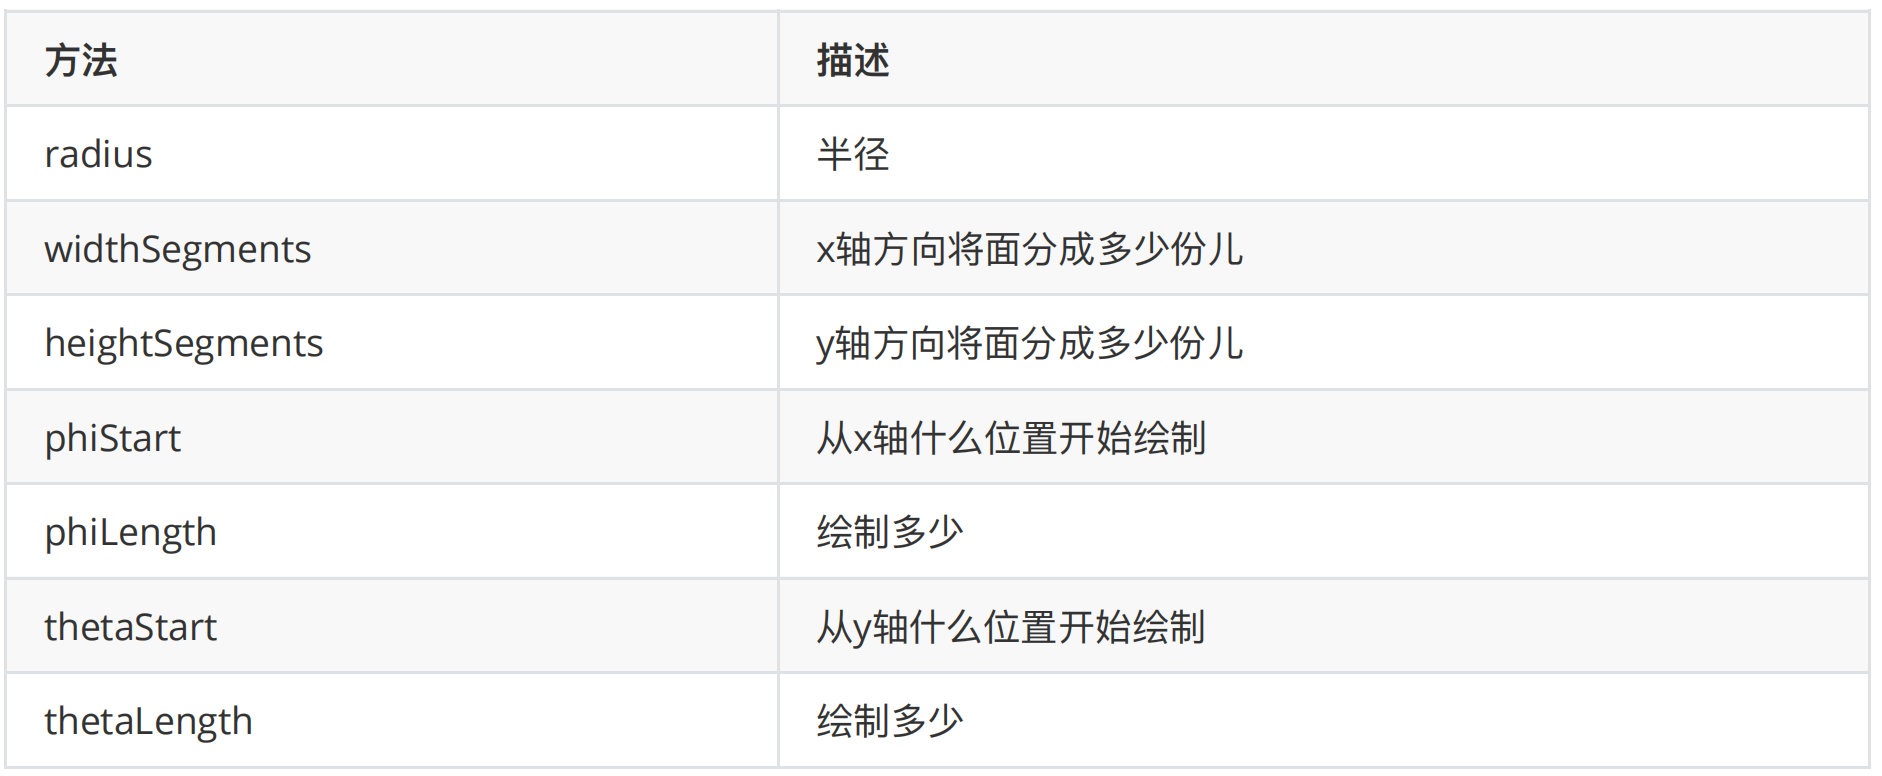 方法 描述
radius 半径
widthSegments x轴方向将面分成多少份儿
heightSegments y轴方向将面分成多少份儿
phiStart 从x轴什么位置开始绘制
phiLength 绘制多少
thetaStart 从y轴什么位置开始绘制
thetaLength 绘制多少